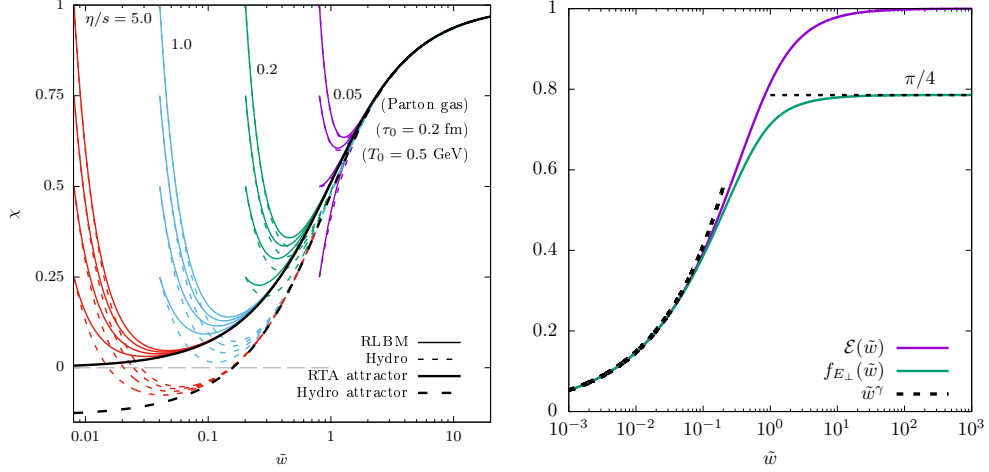 η/s = 5.0
1.0
0.2
0.05
(Parton gas)
(τ₀ = 0.2 fm)
(T₀ = 0.5 GeV)
1
0.75
0.5
0.25
0
χ
RLBM
Hydro
RTA attractor
Hydro attractor
0.01 0.1 1 10
w̃
1
0.8
0.6
0.4
0.2
0
π/4
ℰ(w̃)
f_{E⊥}(w̃)
w̃^γ
10⁻³ 10⁻² 10⁻¹ 10⁰ 10¹ 10² 10³
w̃